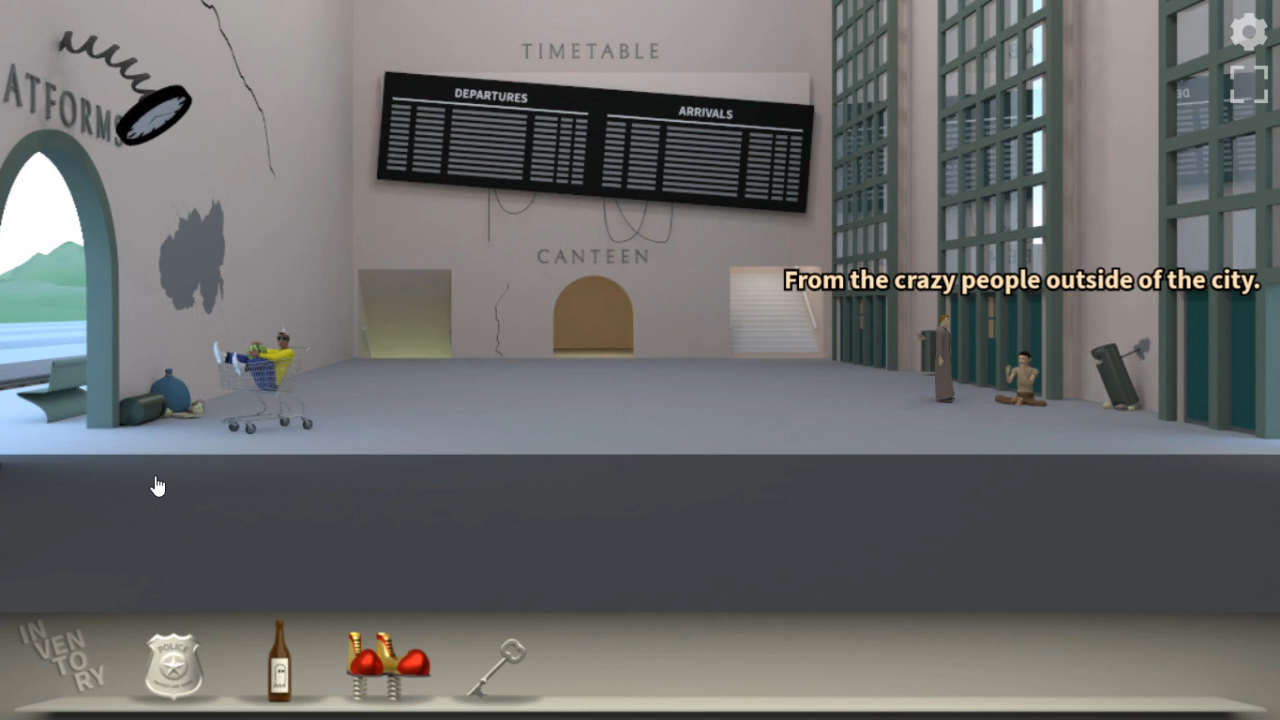 TIMETABLE
DEPARTURES
ARRIVALS
ATFORMS
CANTEEN
From the crazy people outside of the city.
INVENTORY
POLICE